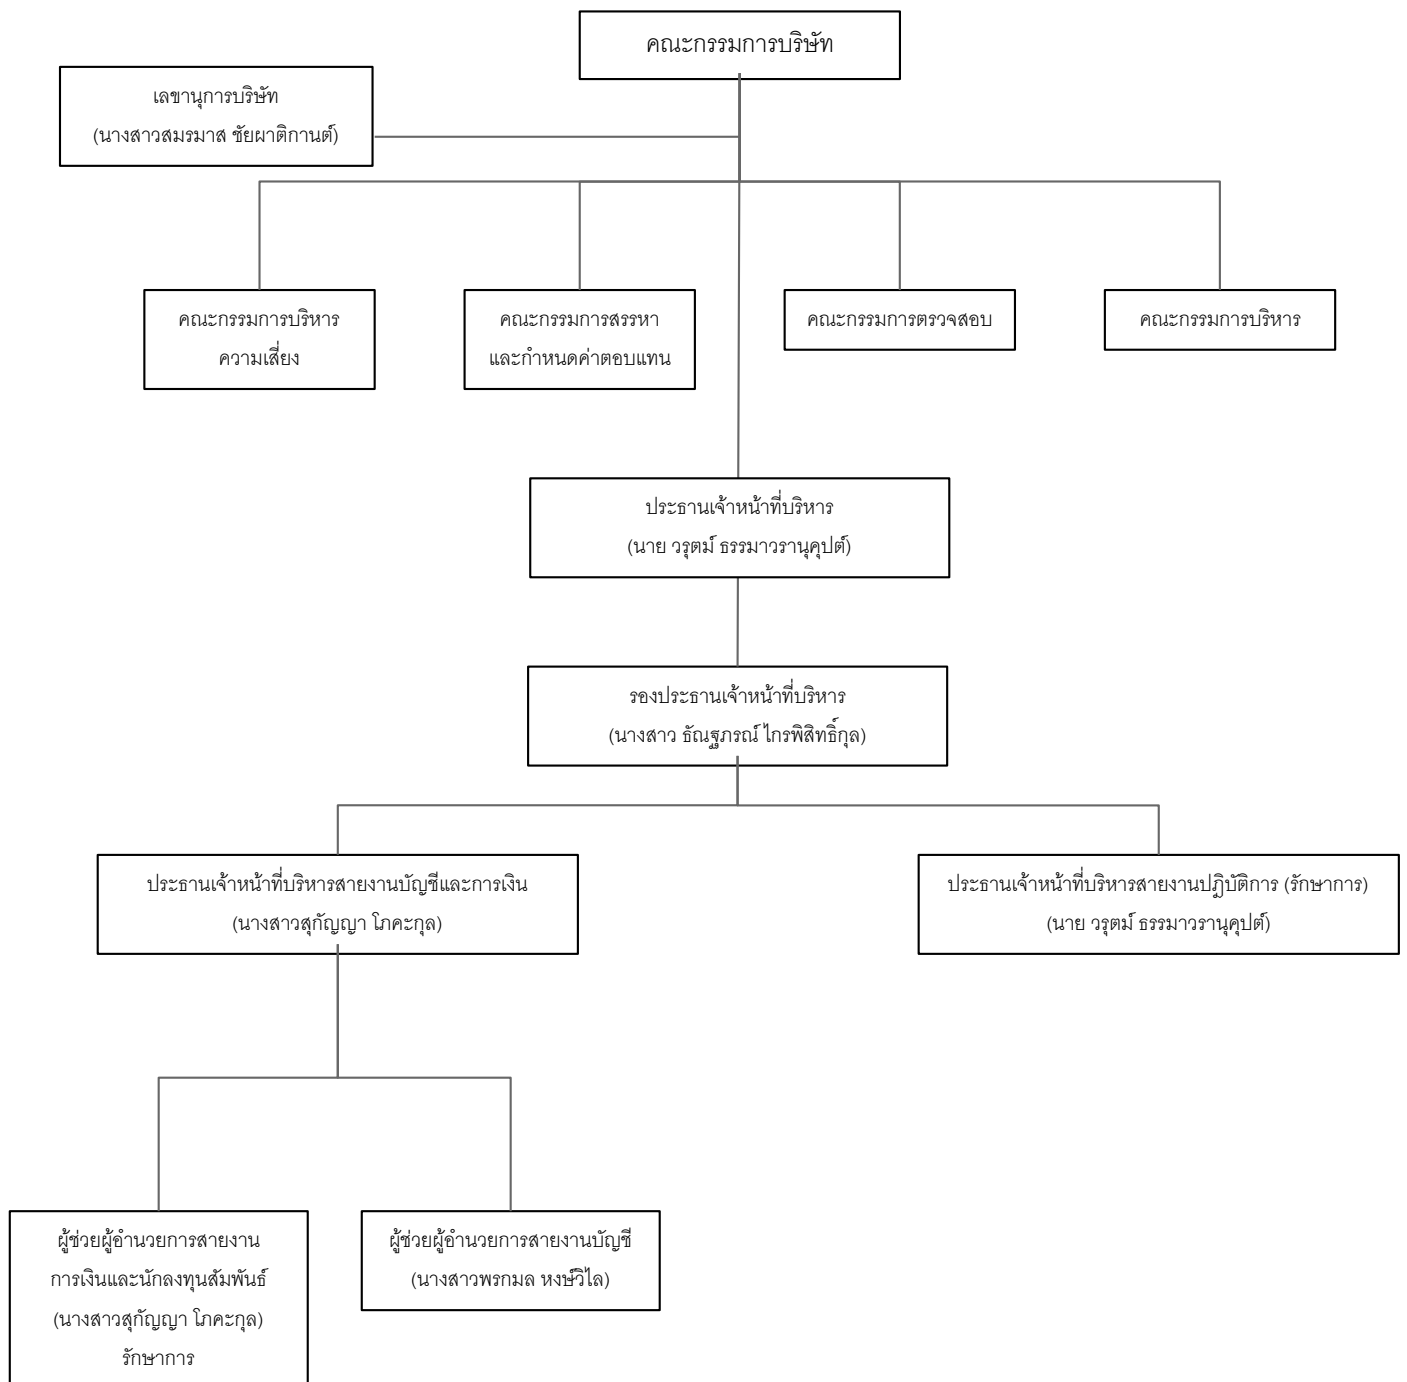 คณะกรรมการบริษัท
เลขานุการบริษัท
(นางสาวสมรมาส ชัยผาติกานต์)
คณะกรรมการบริหาร
ความเสี่ยง
คณะกรรมการสรรหา
และกำหนดค่าตอบแทน
คณะกรรมการตรวจสอบ
คณะกรรมการบริหาร
ประธานเจ้าหน้าที่บริหาร
(นาย วรุตม์ ธรรมาวรานุคุปต์)
รองประธานเจ้าหน้าที่บริหาร
(นางสาว ธัณฐภรณ์ ไกรพิสิทธิ์กุล)
ประธานเจ้าหน้าที่บริหารสายงานบัญชีและการเงิน
(นางสาวสุกัญญา โภคะกุล)
ประธานเจ้าหน้าที่บริหารสายงานปฏิบัติการ (รักษาการ)
(นาย วรุตม์ ธรรมาวรานุคุปต์)
ผู้ช่วยผู้อำนวยการสายงาน
การเงินและนักลงทุนสัมพันธ์
(นางสาวสุกัญญา โภคะกุล)
รักษาการ
ผู้ช่วยผู้อำนวยการสายงานบัญชี
(นางสาวพรกมล หงษ์วิไล)